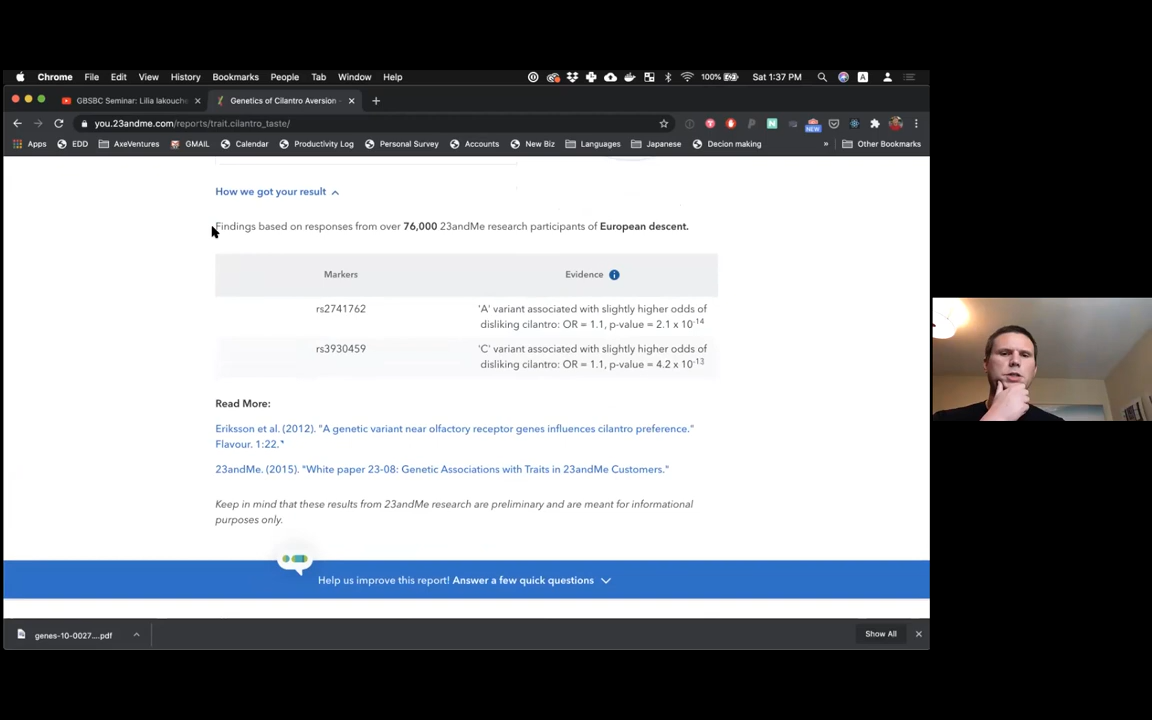 Chrome File Edit View History Bookmarks People Tab Window Help 100% Sat 1:37 PM A
GBSBC Seminar: Lilia Iakouche Genetics of Cilantro Aversion
you.23andme.com/reports/trait.cilantro_taste/ NEW
Apps EDD AxeVentures GMAIL Calendar Productivity Log Personal Survey Accounts New Biz Languages Japanese Decion making » Other Bookmarks
How we got your result
Findings based on responses from over 76,000 23andMe research participants of European descent.
Markers Evidence
rs2741762 'A' variant associated with slightly higher odds of
disliking cilantro: OR = 1.1, p-value = 2.1 x 10-14
rs3930459 'C' variant associated with slightly higher odds of
disliking cilantro: OR = 1.1, p-value = 4.2 x 10-13
Read More:
Eriksson et al. (2012). "A genetic variant near olfactory receptor genes influences cilantro preference."
Flavour. 1:22.
23andMe. (2015). "White paper 23-08: Genetic Associations with Traits in 23andMe Customers."
Keep in mind that these results from 23andMe research are preliminary and are meant for informational
purposes only.
Help us improve this report! Answer a few quick questions
genes-10-0027....pdf Show All